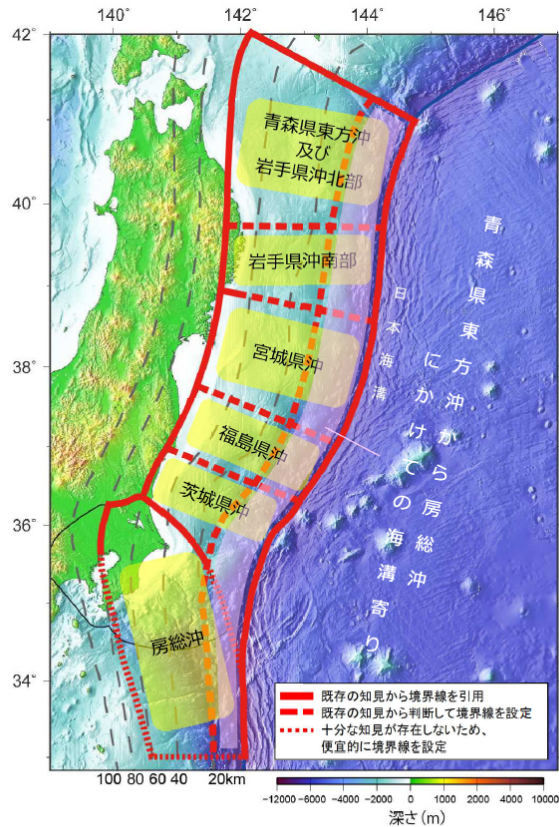 140°
142°
144°
146°
42°
40°
38°
36°
34°
青森県東方沖
及び
岩手県沖北部
岩手県沖南部
宮城県沖
福島県沖
茨城県沖
房総沖
日本海溝
青森県東方沖から房総沖
にかけての海溝寄り
既存の知見から境界線を引用
既存の知見から判断して境界線を設定
十分な知見が存在しないため、
便宜的に境界線を設定
100 80 60 40 20km
-12000 -10000 -8000 -6000 -4000 -2000 0 2000 4000 6000 8000 10000
深さ(m)